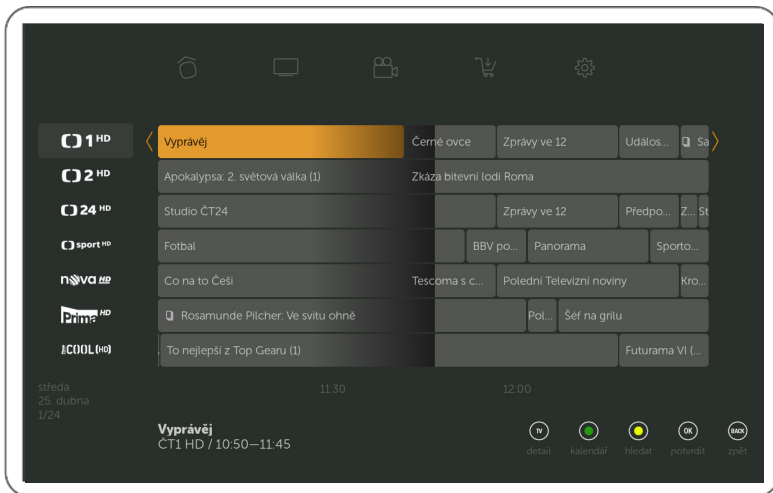 1 HD
Vyprávěj
Černé ovce
Zprávy ve 12
Událos...
Sa
2 HD
Apokalypsa: 2. světová válka (1)
Zkáza bitevní lodi Roma
24 HD
Studio ČT24
Zprávy ve 12
Předpo...
Z...
St
sport HD
Fotbal
BBV po...
Panorama
Sporto...
nova HD
Co na to Češi
Tescoma s c...
Polední Televizní noviny
Kro...
Prima HD
Rosamunde Pilcher: Ve svitu ohně
Pol...
Šéf na grilu
COOL (HD)
To nejlepší z Top Gearu (1)
Futurama VI (...
středa
25. dubna
1/24
11:30
12:00
Vyprávěj
ČT1 HD / 10:50—11:45
TV
detail
kalendář
hledat
OK
potvrdit
BACK
zpět